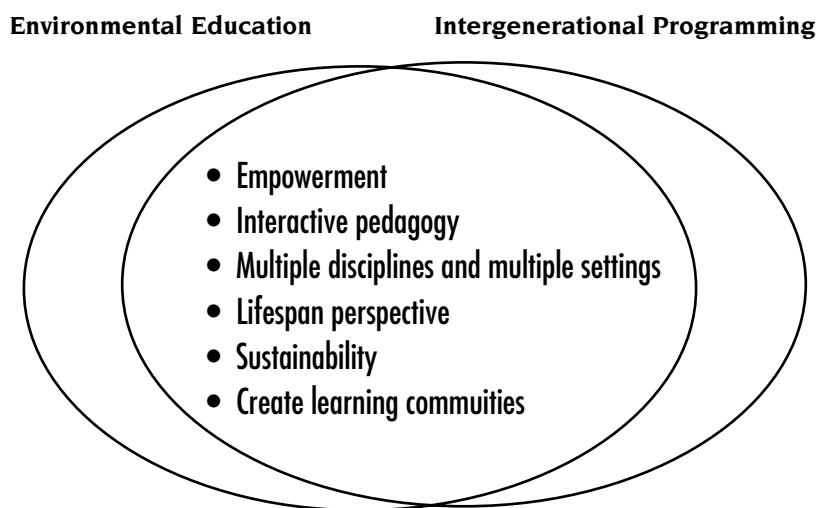 Environmental Education Intergenerational Programming
• Empowerment
• Interactive pedagogy
• Multiple disciplines and multiple settings
• Lifespan perspective
• Sustainability
• Create learning commuities